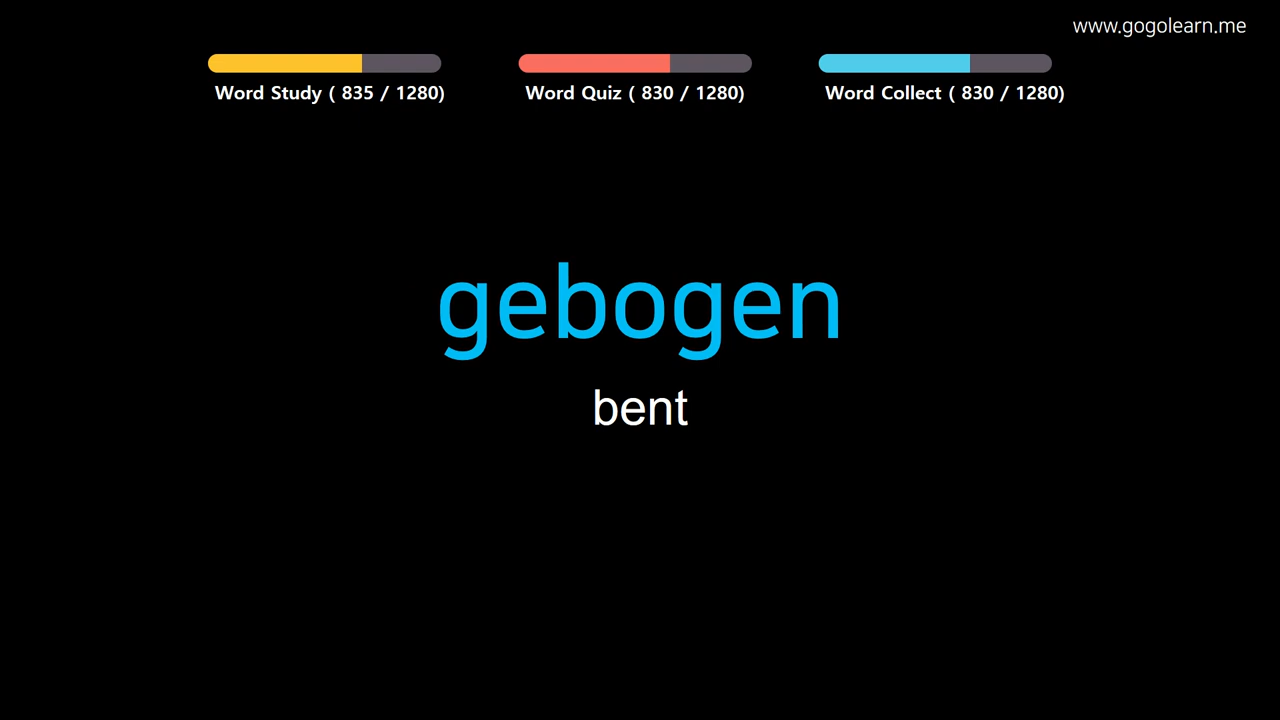 www.gogolearn.me
Word Study ( 835 / 1280)
Word Quiz ( 830 / 1280)
Word Collect ( 830 / 1280)
gebogen
bent